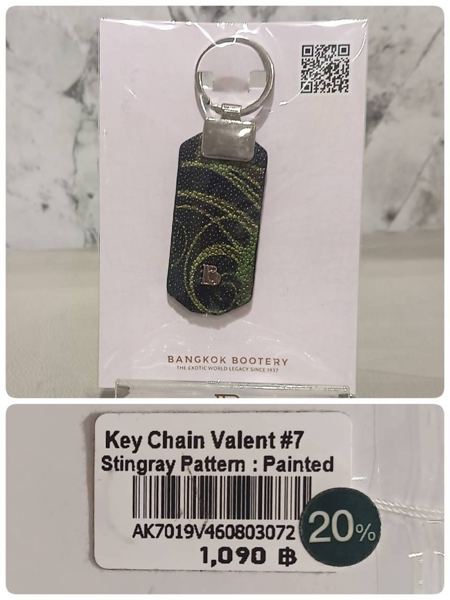 B
BANGKOK BOOTERY
THE EXOTIC WORLD LEGACY SINCE 1937
Key Chain Valent #7
Stingray Pattern : Painted
AK7019V460803072
20%
1,090 ฿